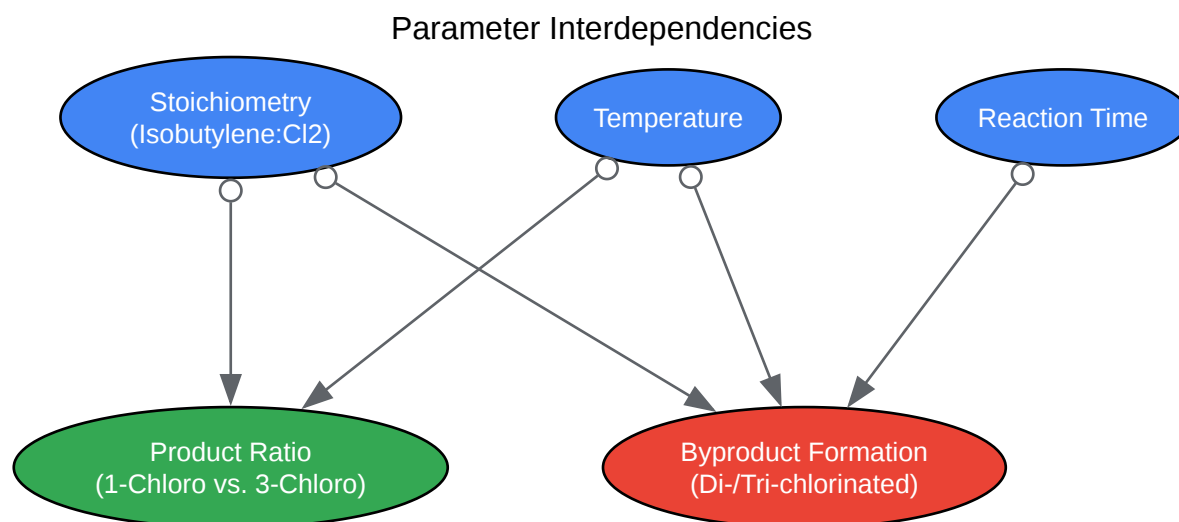 Parameter Interdependencies
Stoichiometry
(Isobutylene:Cl2)
Temperature
Reaction Time
Product Ratio
(1-Chloro vs. 3-Chloro)
Byproduct Formation
(Di-/Tri-chlorinated)